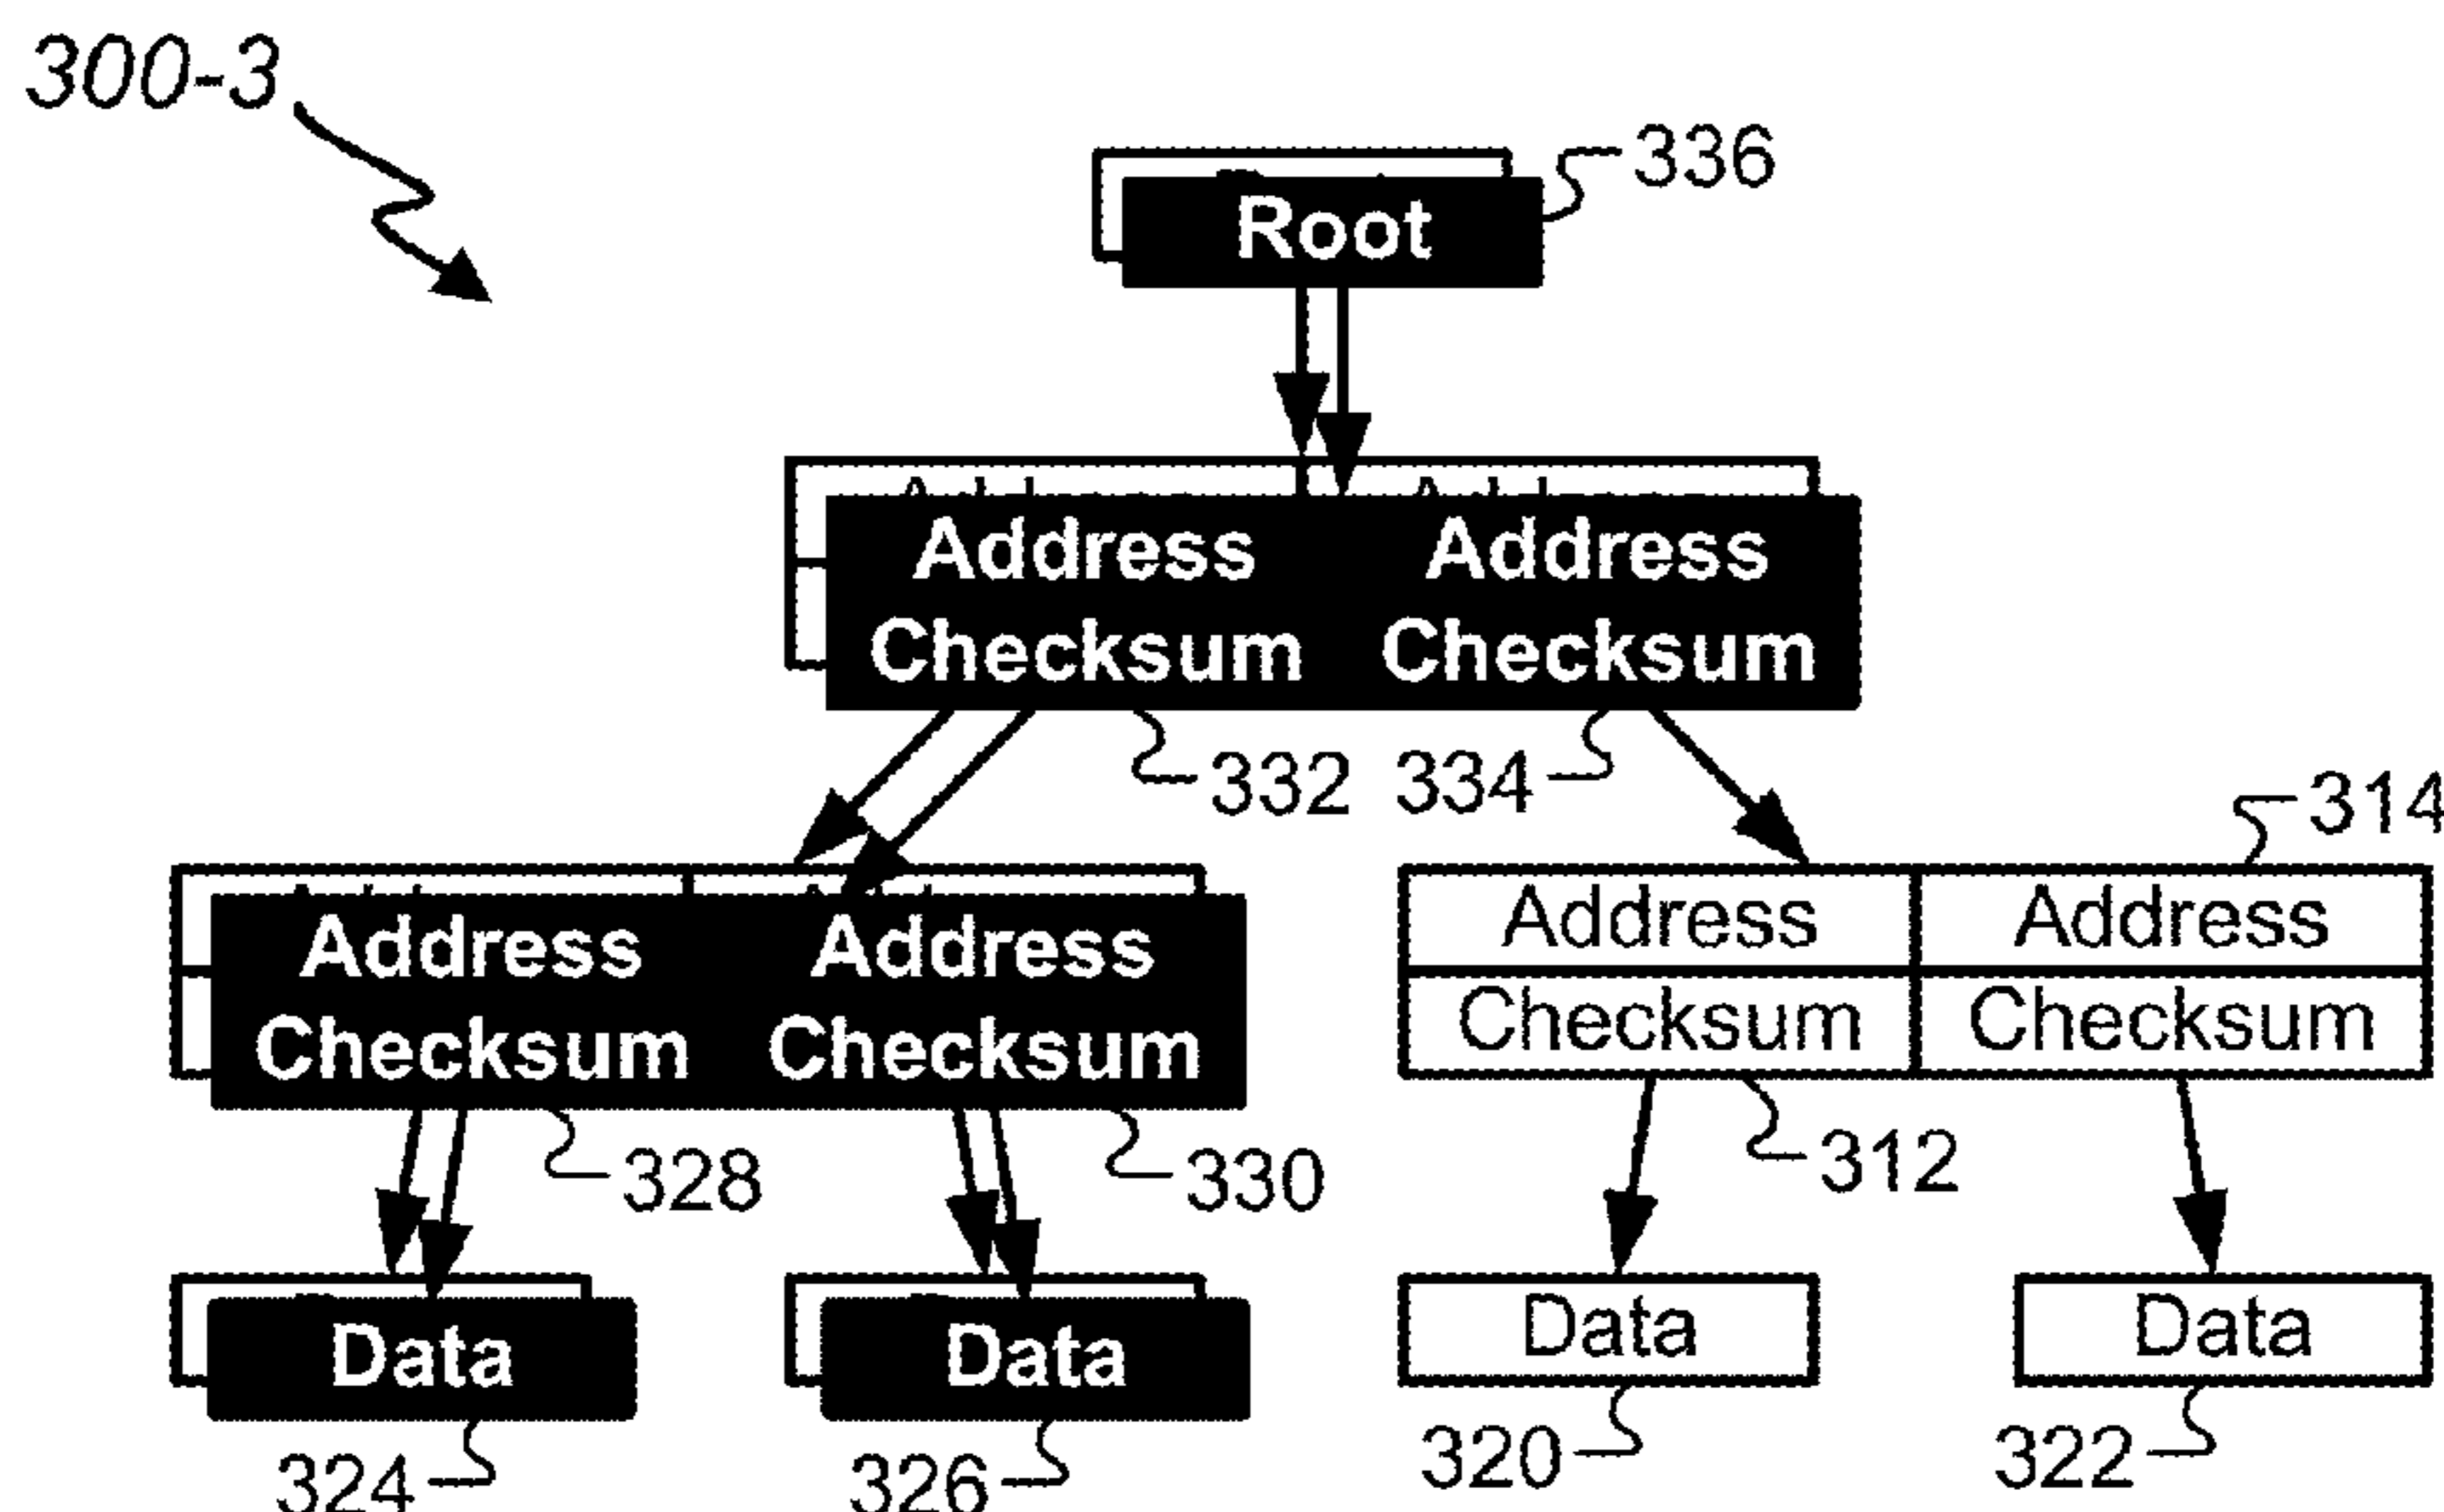 300-3
336
Root
Address Address
Checksum Checksum
332 334
314
Address Address
Checksum Checksum
Address Address
Checksum Checksum
328 330 312
Data Data Data Data
324 326 320 322